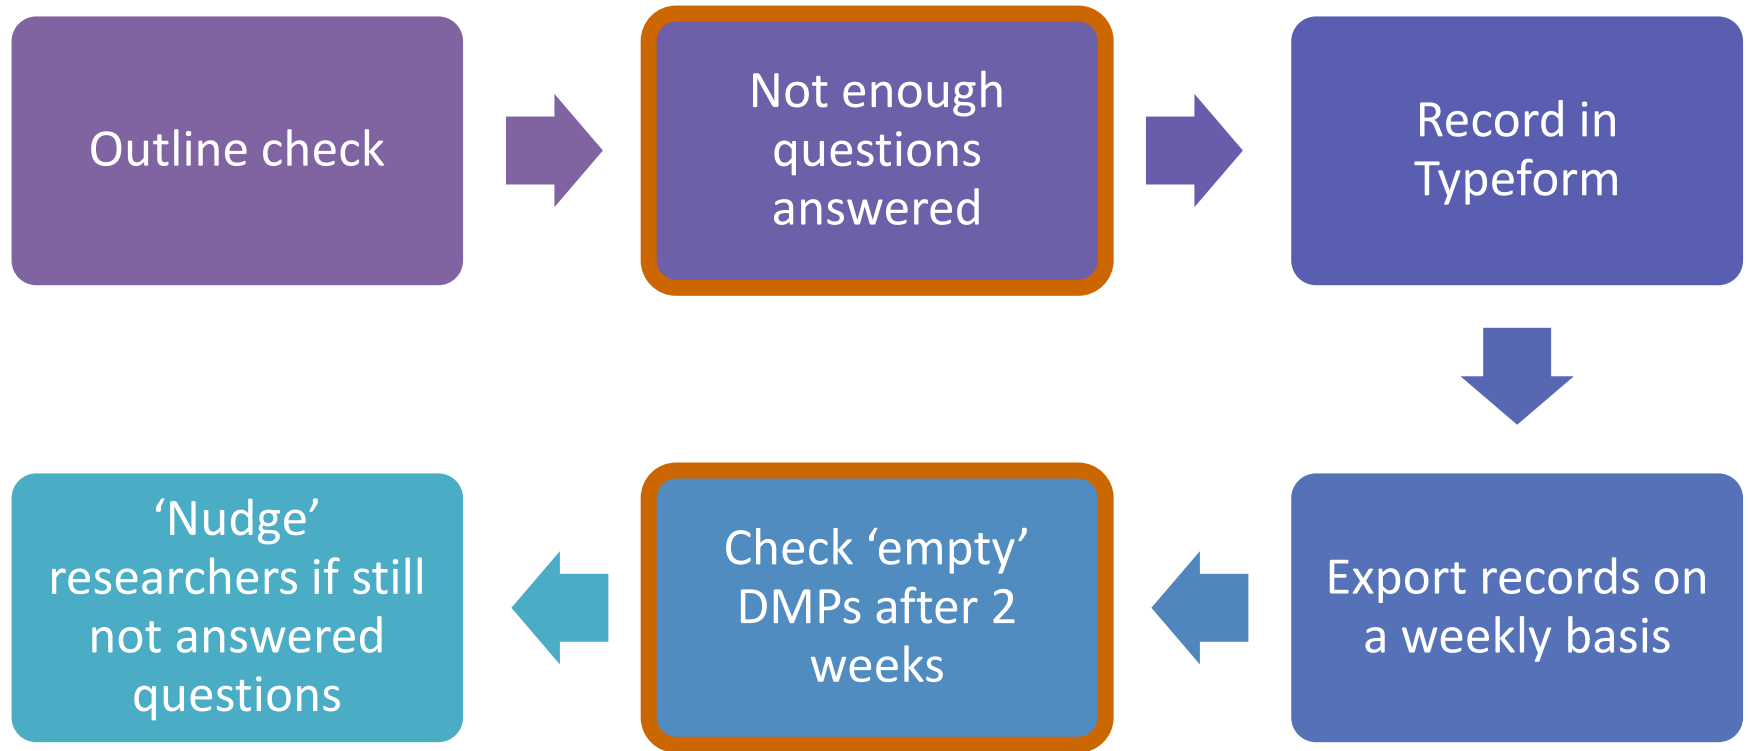 Outline check
Not enough
questions
answered
Record in
Typeform
Export records on
a weekly basis
Check ‘empty’
DMPs after 2
weeks
‘Nudge’
researchers if still
not answered
questions